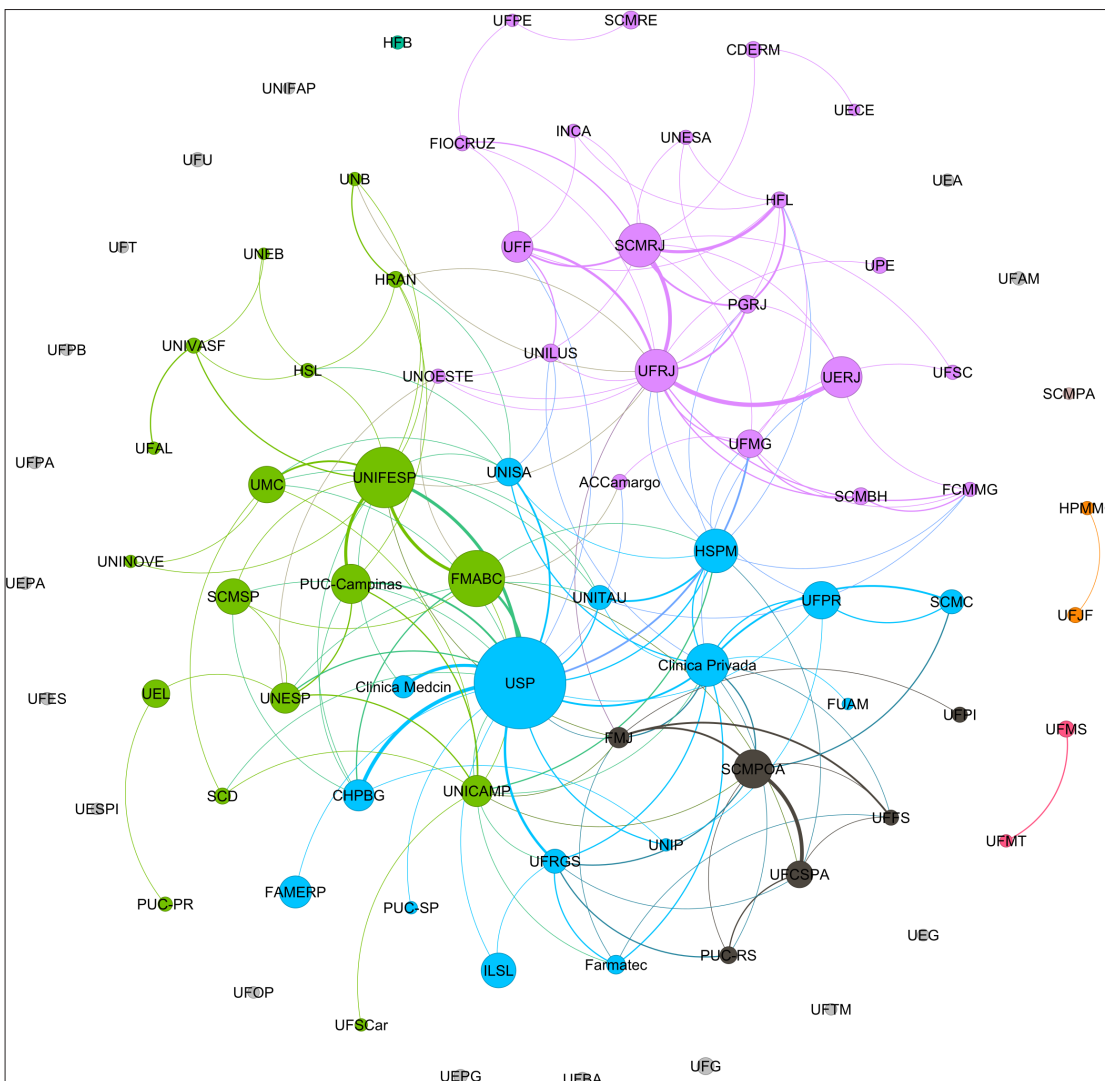 UFPE
SCMRE
HFB
CDERM
UNIFAP
UECE
INCA
UNESA
FIOCRUZ
UFU
UNB
UEA
HFL
UFT
UNEB
UFF
SCMRJ
UPE
HRAN
UFAM
PGRJ
UFPB
UNIVASF
UNILUS
HSL
UNOESTE
UFRJ
UERJ
UFSC
SCMPA
UFAL
UFMG
UFPA
UMC
UNIFESP
UNISA
ACCamargo
SCMBH
FCMMG
HPMM
UNINOVE
HSPM
UEPA
PUC-Campinas
FMABC
SCMSP
UNITAU
UFPR
SCMC
UFJF
Clinica Privada
UFES
UEL
UNESP
Clinica Medcin
USP
FUAM
UFPI
UFMS
FMJ
SCMPOA
UESPI
SCD
CHPBG
UNICAMP
UFFS
UFMT
UNIP
UFRGS
UFCSPA
FAMERP
PUC-PR
PUC-SP
UEG
ILSL
Farmatec
PUC-RS
UFOP
UFTM
UFSCar
UFG
UEPG
UFBA